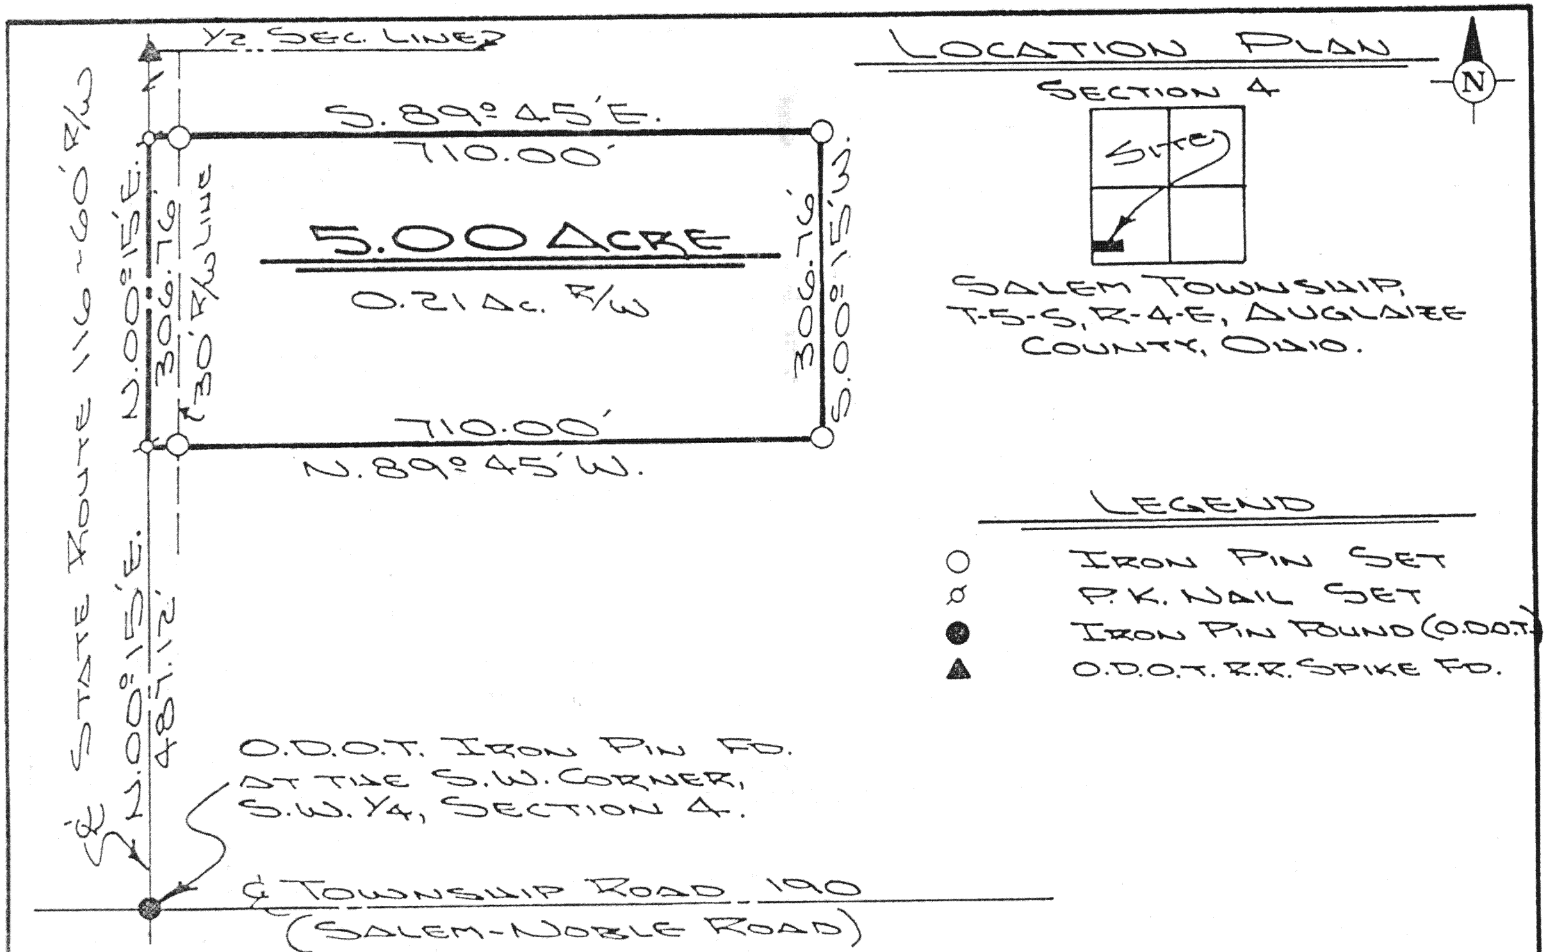 1/2 SEC. LINE
LOCATION PLAN
N
SECTION 4
SITE
SALEM TOWNSHIP,
T-5-S, R-4-E, AUGLAIZE
COUNTY, OHIO.
S. 89° 45' E.
710.00'
5.00 ACRE
0.21 AC. R/W
710.00'
N. 89° 45' W.
306.76'
S. 00° 15' W.
N. 00° 15' E.
306.76'
30' R/W LINE
STATE ROUTE 116 ~ 60' R/W
N. 00° 15' E.
487.12'
LEGEND
IRON PIN SET
P.K. NAIL SET
IRON PIN FOUND (O.D.O.T.)
O.D.O.T. R.R. SPIKE FD.
O.D.O.T. IRON PIN FD.
AT THE S.W. CORNER,
S.W. 1/4, SECTION 4.
℄
℄ TOWNSHIP ROAD 190
(SALEM-NOBLE ROAD)